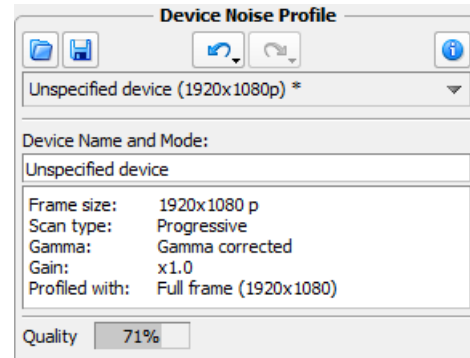 Device Noise Profile
Unspecified device (1920x1080p) *
Device Name and Mode:
Unspecified device
Frame size: 1920x1080 p
Scan type: Progressive
Gamma: Gamma corrected
Gain: x1.0
Profiled with: Full frame (1920x1080)
Quality 71%